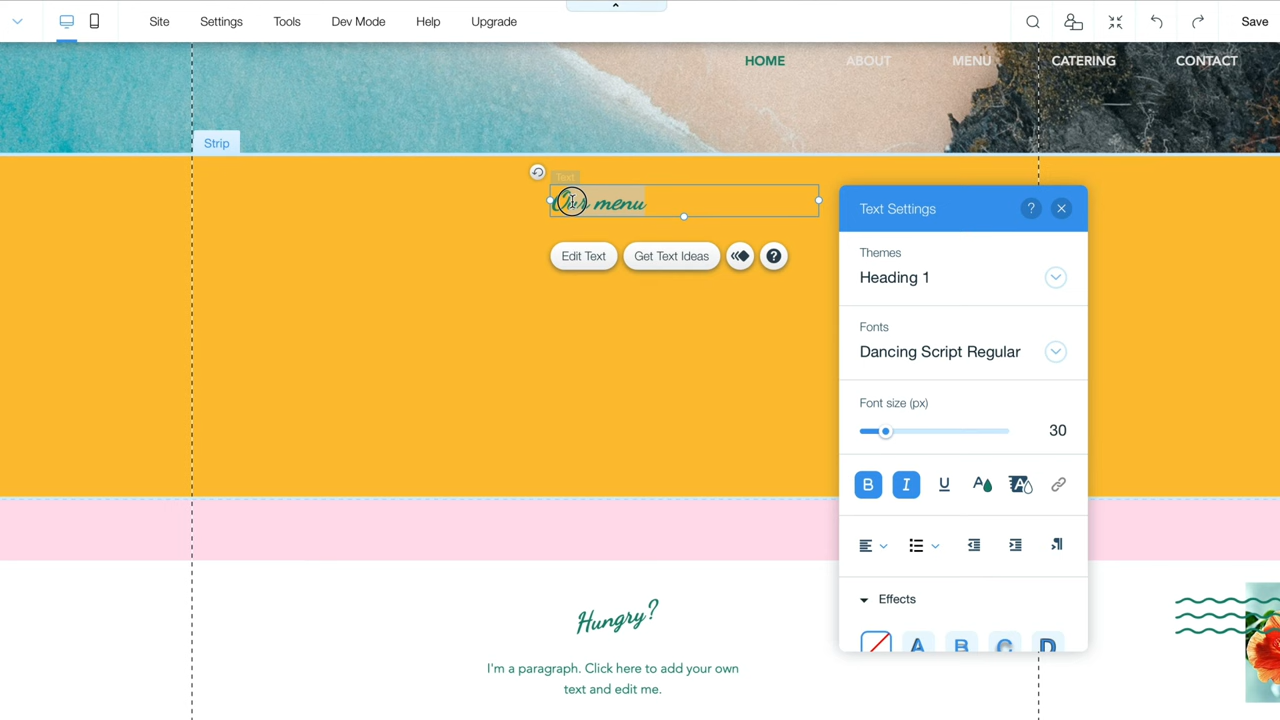 Site Settings Tools Dev Mode Help Upgrade Save
HOME ABOUT MENU CATERING CONTACT
Strip
Text
Our menu
Edit Text Get Text Ideas ?
Text Settings ?
Themes
Heading 1
Fonts
Dancing Script Regular
Font size (px)
30
B I U A A
Effects
A B C D
Hungry?
I'm a paragraph. Click here to add your own
text and edit me.